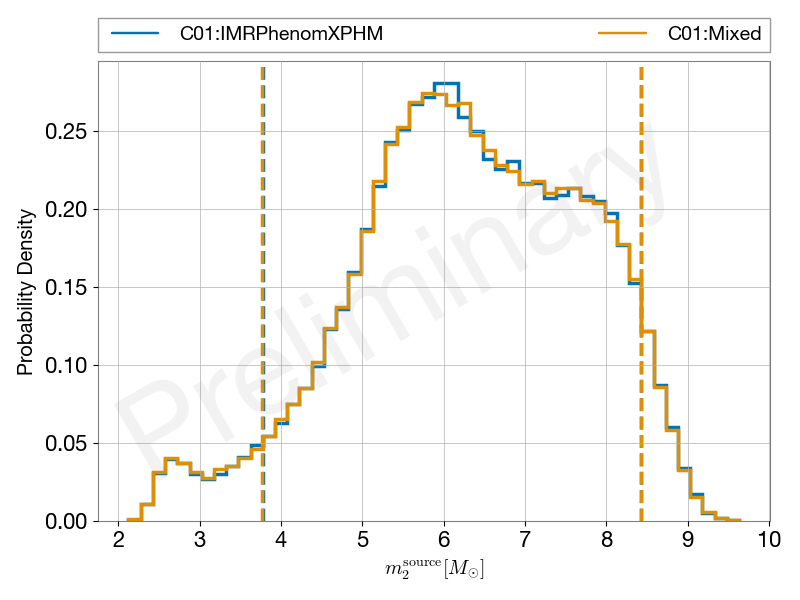 C01:IMRPhenomXPHM C01:Mixed
Preliminary
Probability Density
0.25
0.20
0.15
0.10
0.05
0.00
2 3 4 5 6 7 8 9 10
m₂^source [M⊙]